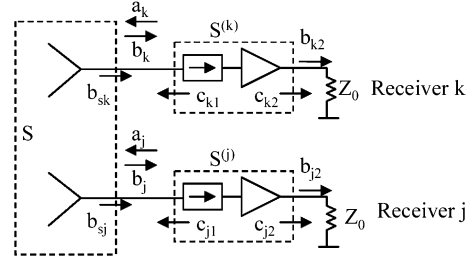 a_k
b_k
S^(k)
b_k2
b_sk
c_k1
c_k2
Z_0
Receiver k
S
a_j
b_j
S^(j)
b_j2
b_sj
c_j1
c_j2
Z_0
Receiver j